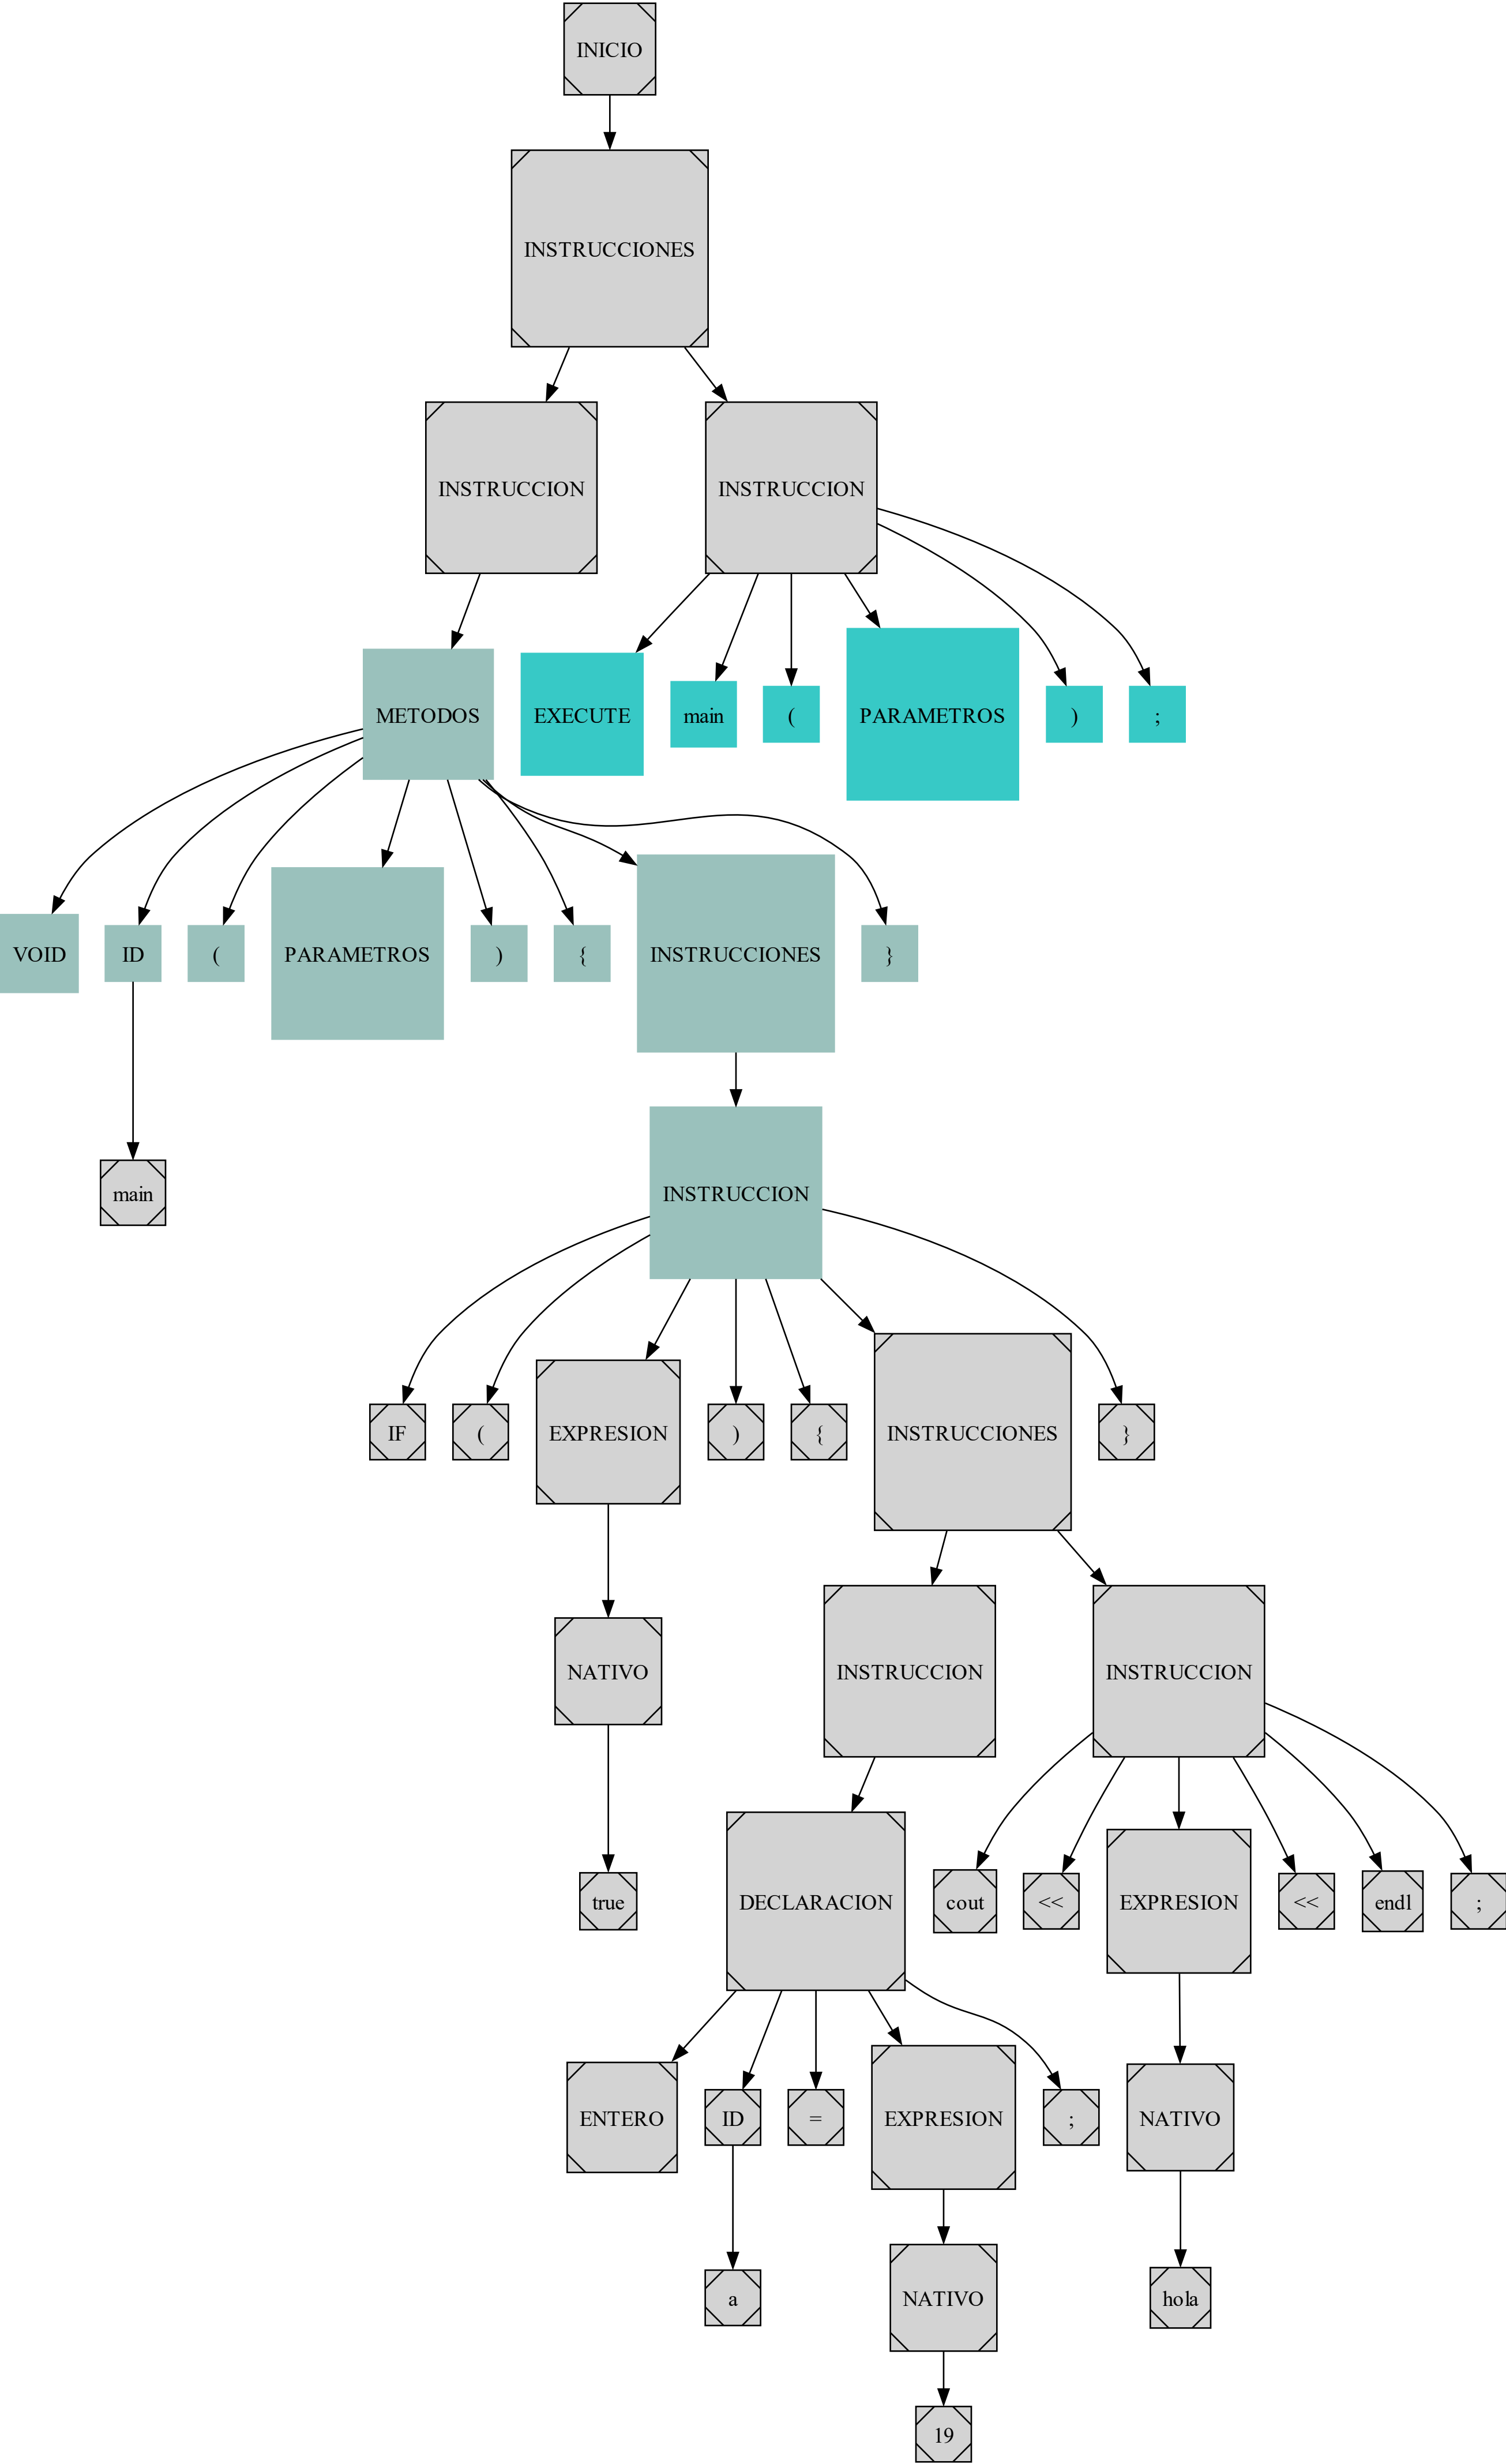 INICIO
INSTRUCCIONES
INSTRUCCION
INSTRUCCION
METODOS
EXECUTE
main
(
PARAMETROS
)
;
VOID
ID
(
PARAMETROS
)
{
INSTRUCCIONES
}
main
INSTRUCCION
IF
(
EXPRESION
)
{
INSTRUCCIONES
}
NATIVO
INSTRUCCION
INSTRUCCION
true
DECLARACION
cout
<<
EXPRESION
<<
endl
;
ENTERO
ID
=
EXPRESION
;
NATIVO
a
NATIVO
hola
19